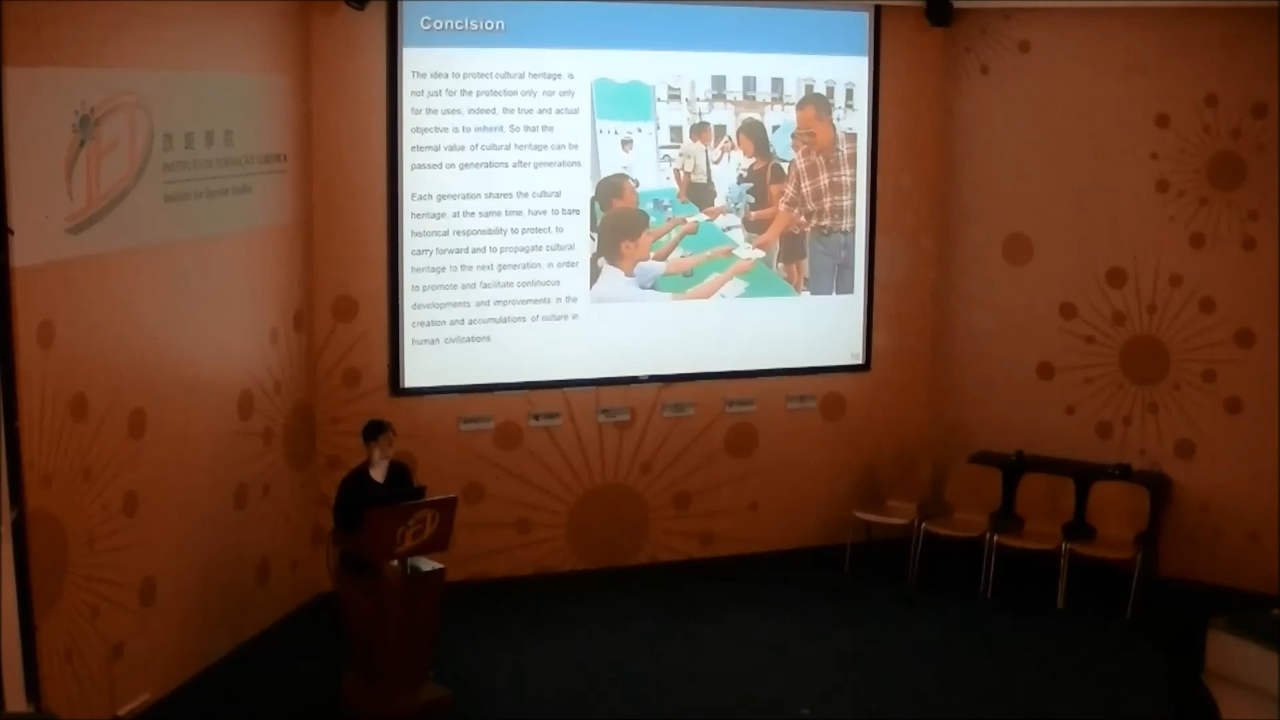 Conclsion
The idea to protect cultural heritage, is
not just for the protection only, nor only
for the uses, indeed, the true and actual
objective is to inherit, So that the
eternal value of cultural heritage can be
passed on generations after generations.
Each generation shares the cultural
heritage, at the same time, have to bare
historical responsibility to protect, to
carry forward and to propagate cultural
heritage to the next generation, in order
to promote and facilitate continuous
developments and improvements in the
creation and accumulations of culture in
human civilizations
INSTITUTO DE FORMAÇÃO TURÍSTICA
Institute for Tourism Studies